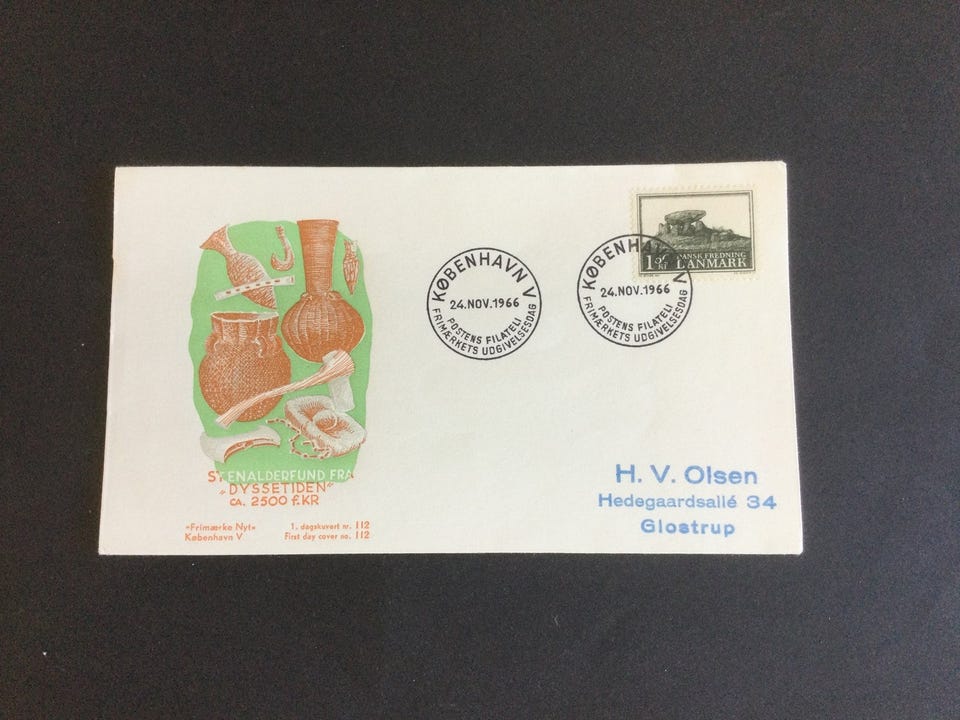 KØBENHAVN V
24.NOV.1966
POSTENS FILATELI
FRIMÆRKETS UDGIVELSESDAG
KØBENHAVN V
24.NOV.1966
POSTENS FILATELI
FRIMÆRKETS UDGIVELSESDAG
DANSK FREDNING
DANMARK
STENALDERFUND FRA
"DYSSETIDEN"
CA. 2500 F.KR
»Frimærke Nyt«
København V
1. dagskuvert nr. 112
First day cover no. 112
H. V. Olsen
Hedegaardsallé 34
Glostrup